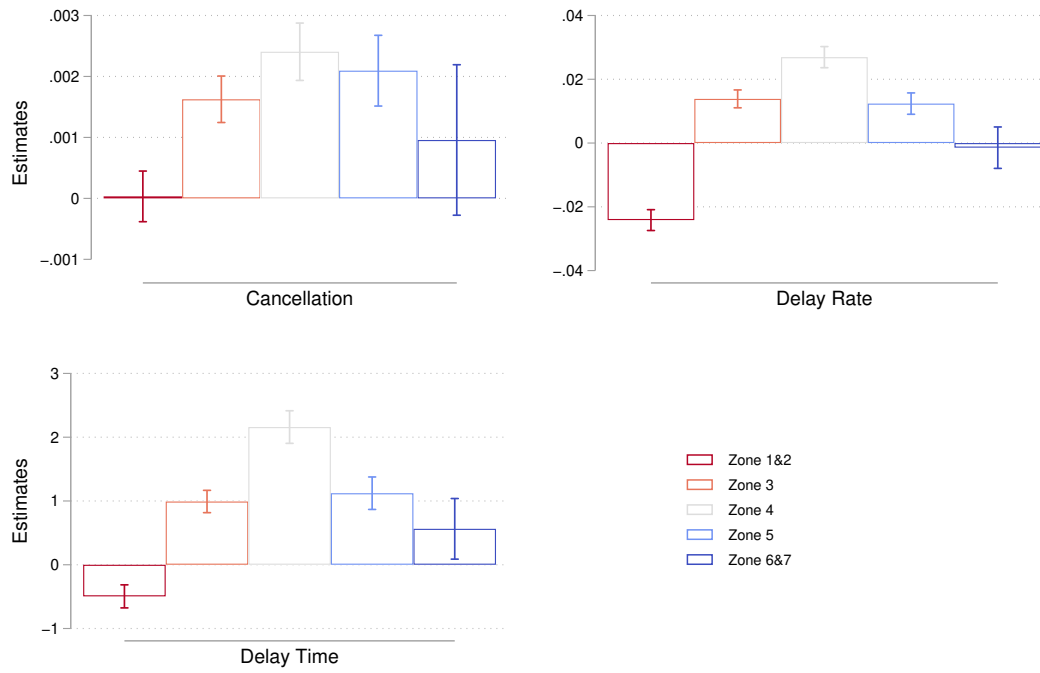 .003
.002
.001
0
−.001
Estimates
Cancellation
.04
.02
0
−.02
−.04
Delay Rate
3
2
1
0
−1
Estimates
Delay Time
Zone 1&2
Zone 3
Zone 4
Zone 5
Zone 6&7